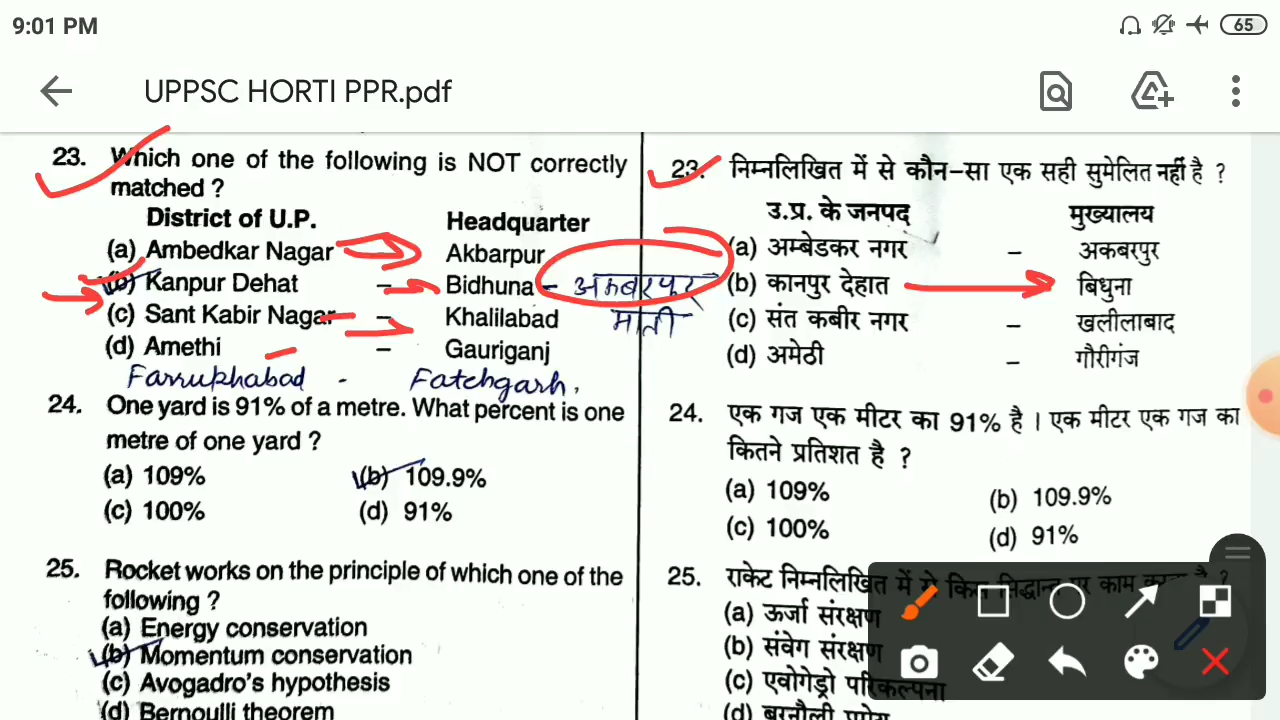 9:01 PM
65
UPPSC HORTI PPR.pdf
23. Which one of the following is NOT correctly
matched ?
District of U.P. Headquarter
(a) Ambedkar Nagar Akbarpur
(b) Kanpur Dehat – Bidhuna – अकबरपुर
(c) Sant Kabir Nagar – Khalilabad माती
(d) Amethi – Gauriganj
Farrukhabad - Fatehgarh,
24. One yard is 91% of a metre. What percent is one
metre of one yard ?
(a) 109% (b) 109.9%
(c) 100% (d) 91%
25. Rocket works on the principle of which one of the
following ?
(a) Energy conservation
(b) Momentum conservation
(c) Avogadro's hypothesis
(d) Bernoulli theorem
23. निम्नलिखित में से कौन-सा एक सही सुमेलित नहीं है ?
उ.प्र. के जनपद मुख्यालय
(a) अम्बेडकर नगर – अकबरपुर
(b) कानपुर देहात बिधुना
(c) संत कबीर नगर – खलीलाबाद
(d) अमेठी – गौरीगंज
24. एक गज एक मीटर का 91% है । एक मीटर एक गज का
कितने प्रतिशत है ?
(a) 109% (b) 109.9%
(c) 100% (d) 91%
25. राकेट निम्नलिखित में से किस सिद्धान्त पर काम करता है ?
(a) ऊर्जा संरक्षण
(b) संवेग संरक्षण
(c) एवोगेड्रो परिकल्पना
(d) बरनौली